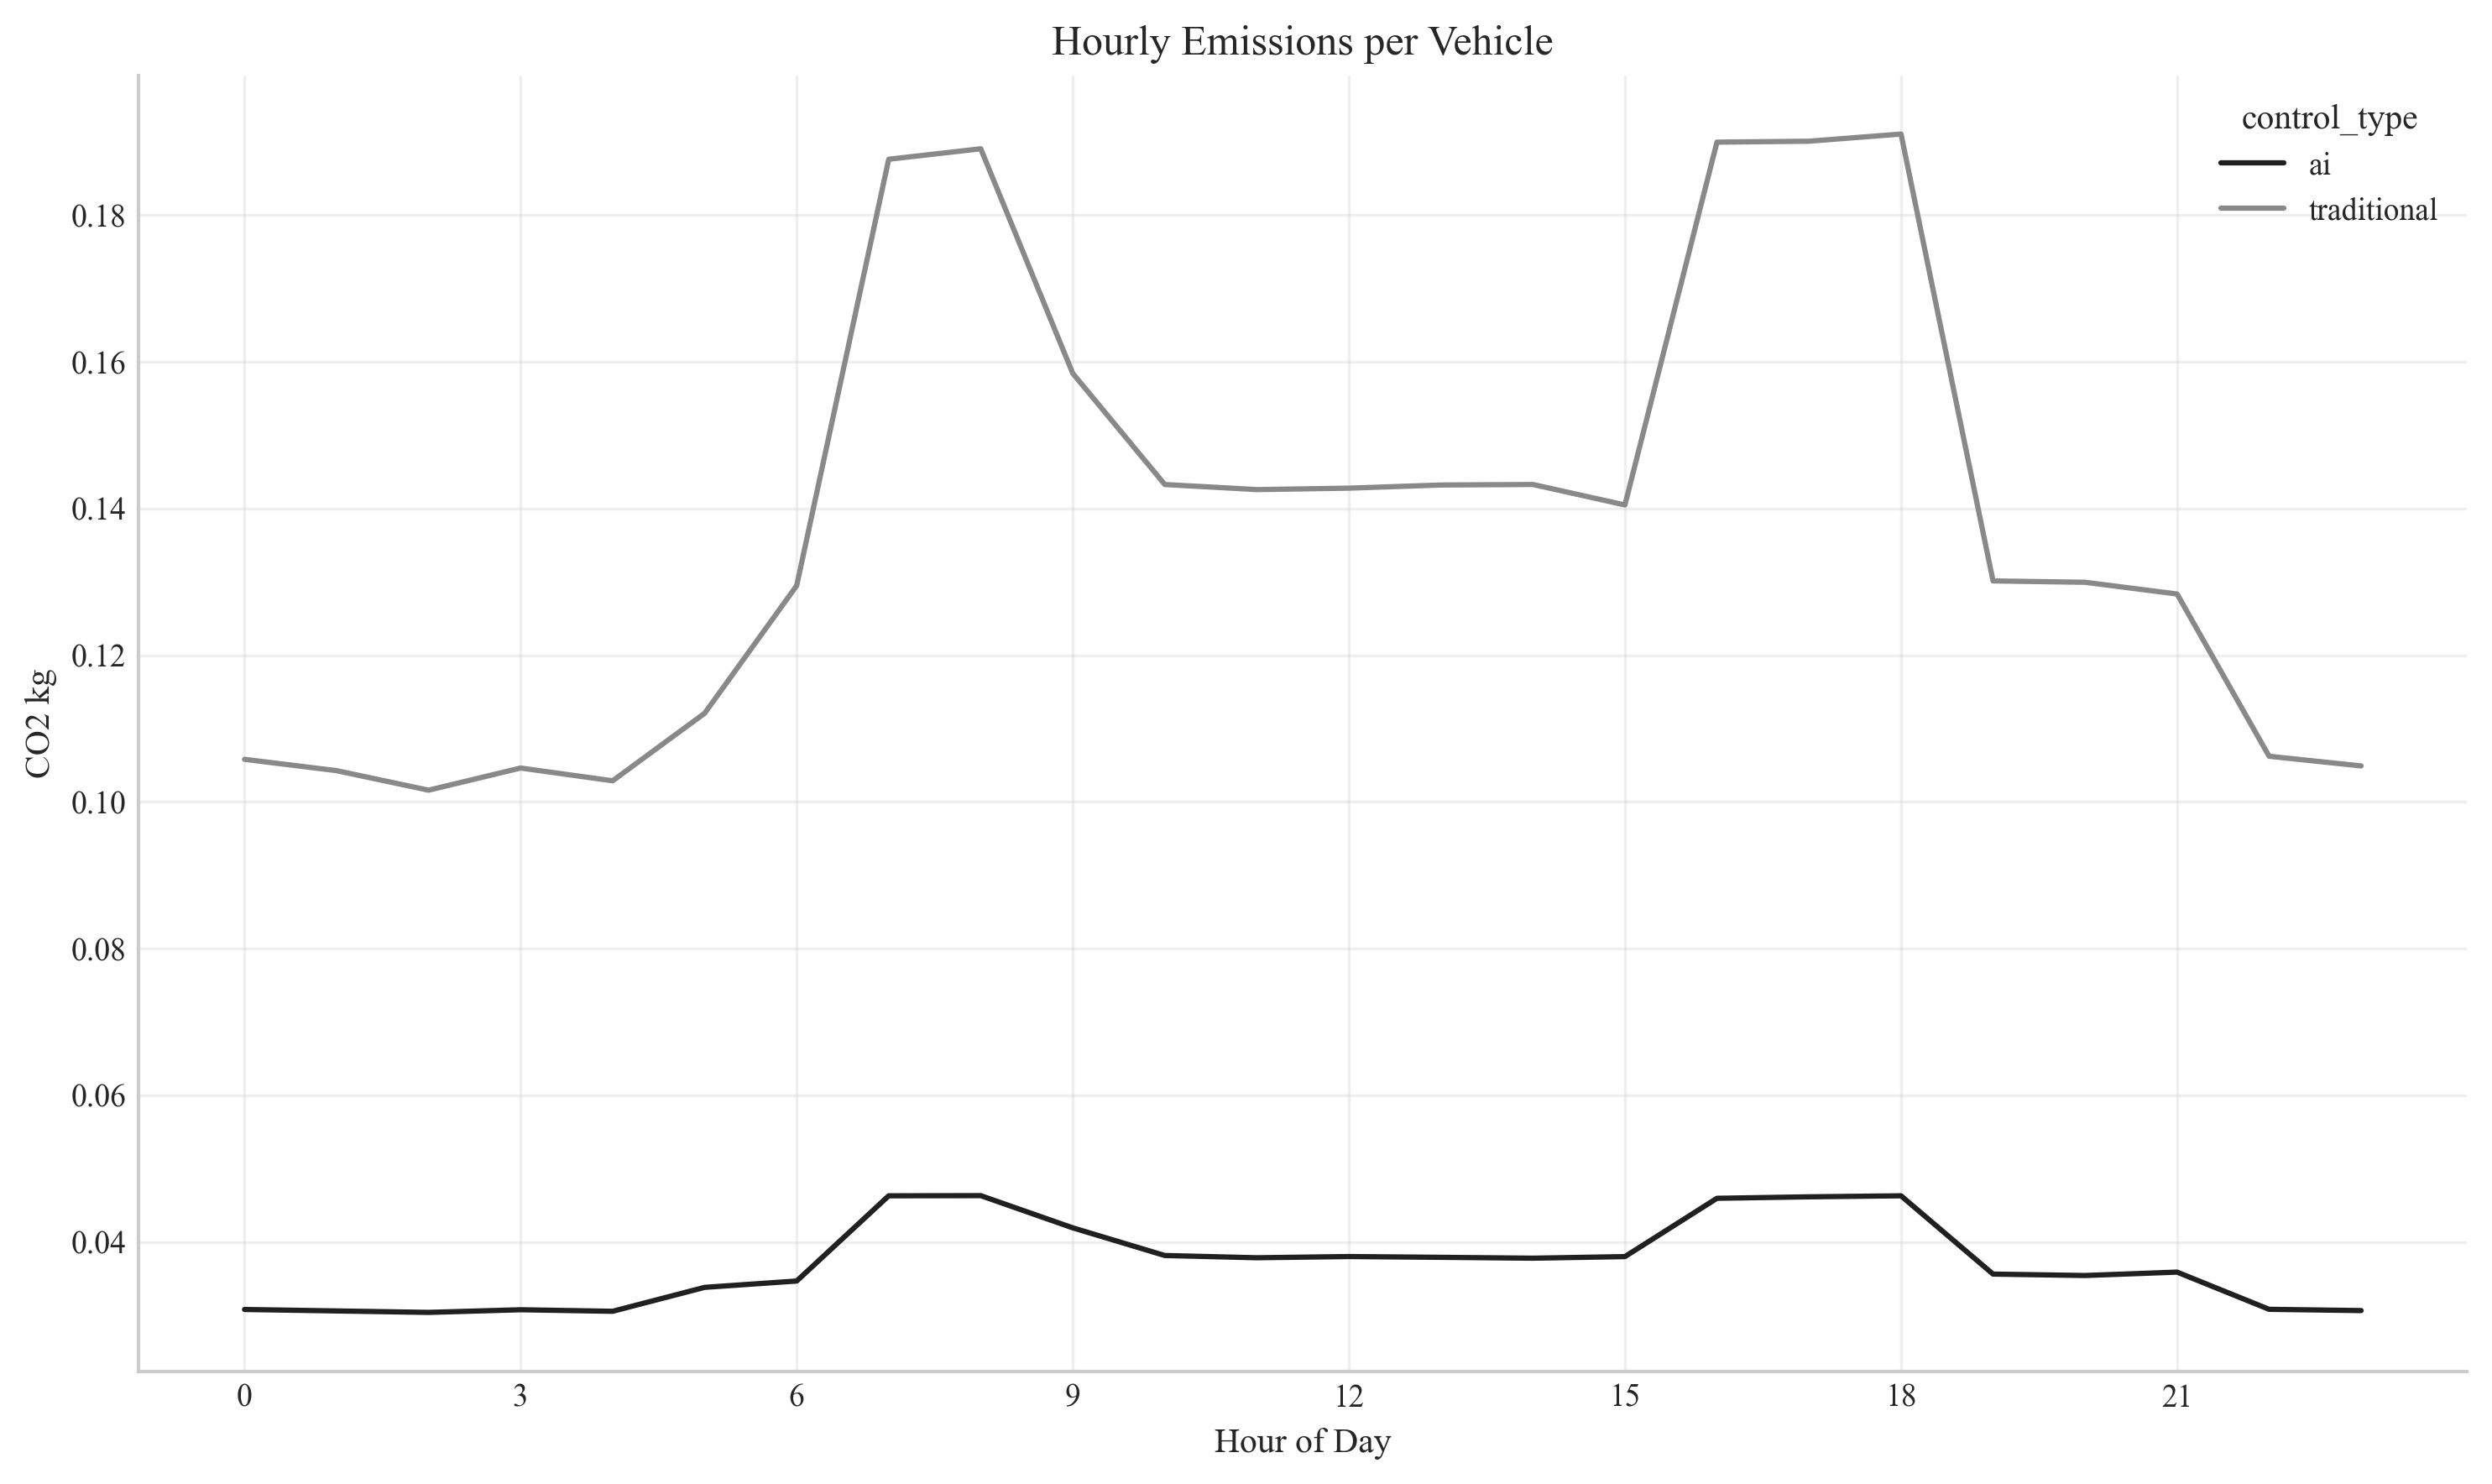 Hourly Emissions per Vehicle
control_type
ai
traditional
0.18
0.16
0.14
0.12
0.10
0.08
0.06
0.04
CO2 kg
0 3 6 9 12 15 18 21
Hour of Day